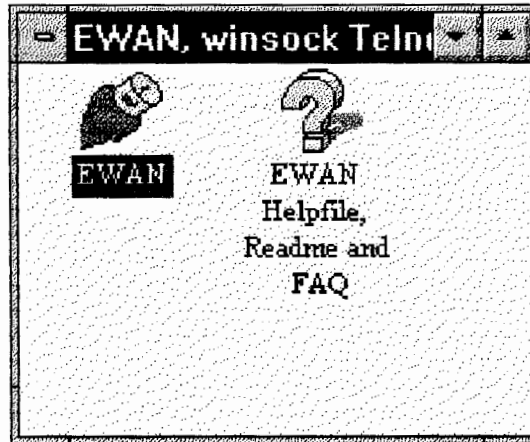 EWAN, winsock Teln
EWAN
EWAN
Helpfile,
Readme and
FAQ